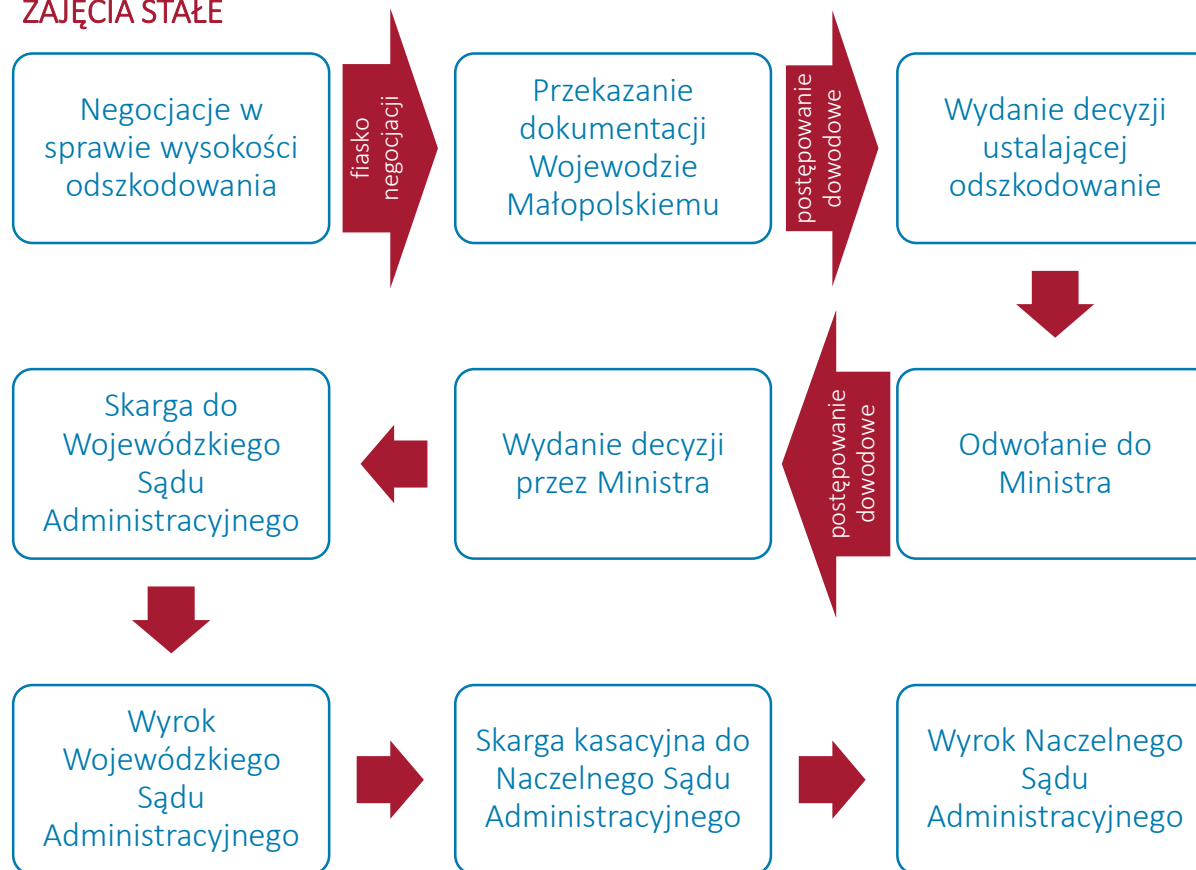 ZAJĘCIA STAŁE
Negocjacje w
sprawie wysokości
odszkodowania
fiasko
negocjacji
Przekazanie
dokumentacji
Wojewodzie
Małopolskiemu
postępowanie
dowodowe
Wydanie decyzji
ustalającej
odszkodowanie
Odwołanie do
Ministra
postępowanie
dowodowe
Wydanie decyzji
przez Ministra
Skarga do
Wojewódzkiego
Sądu
Administracyjnego
Wyrok
Wojewódzkiego
Sądu
Administracyjnego
Skarga kasacyjna do
Naczelnego Sądu
Administracyjnego
Wyrok Naczelnego
Sądu
Administracyjnego